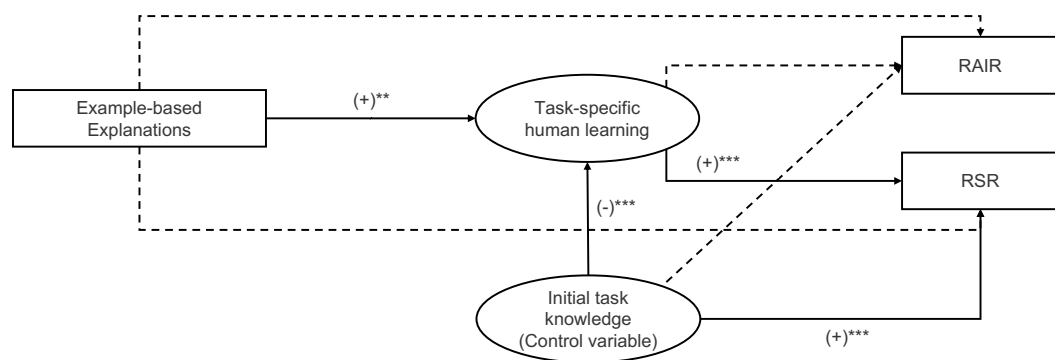 RAIR
Example-based
Explanations
(+)**
Task-specific
human learning
(+)***
RSR
(-)***
Initial task
knowledge
(Control variable)
(+)***